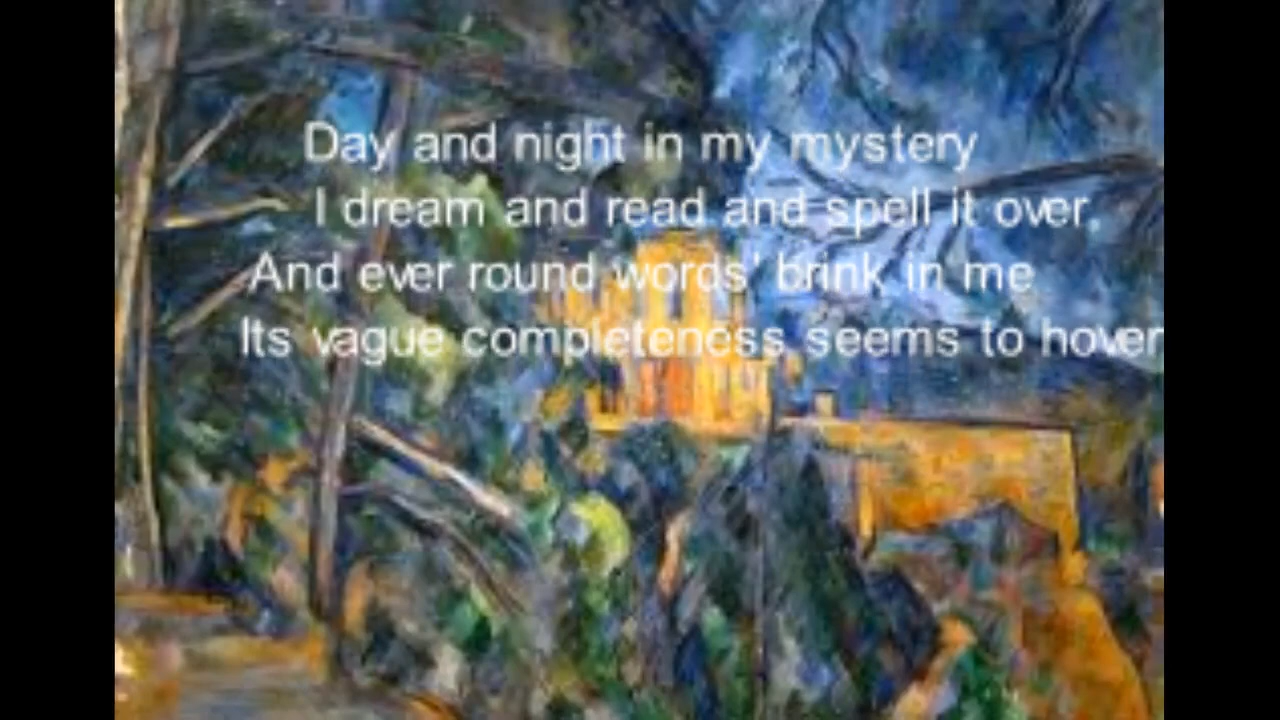 Day and night in my mystery
I dream and read and spell it over,
And ever round words' brink in me
Its vague completeness seems to hover